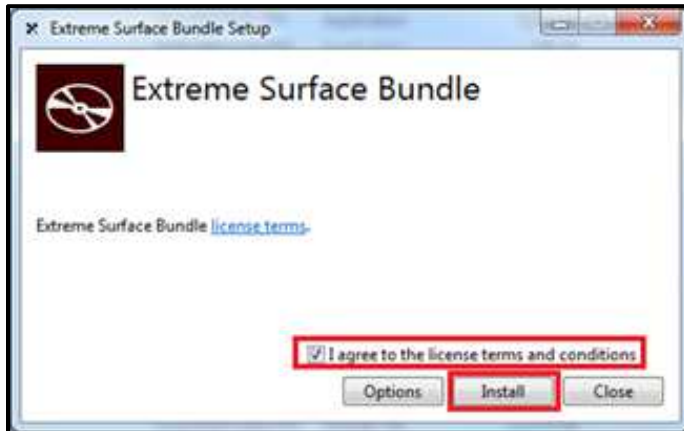 Extreme Surface Bundle Setup
Extreme Surface Bundle
Extreme Surface Bundle license terms.
I agree to the license terms and conditions
Options Install Close